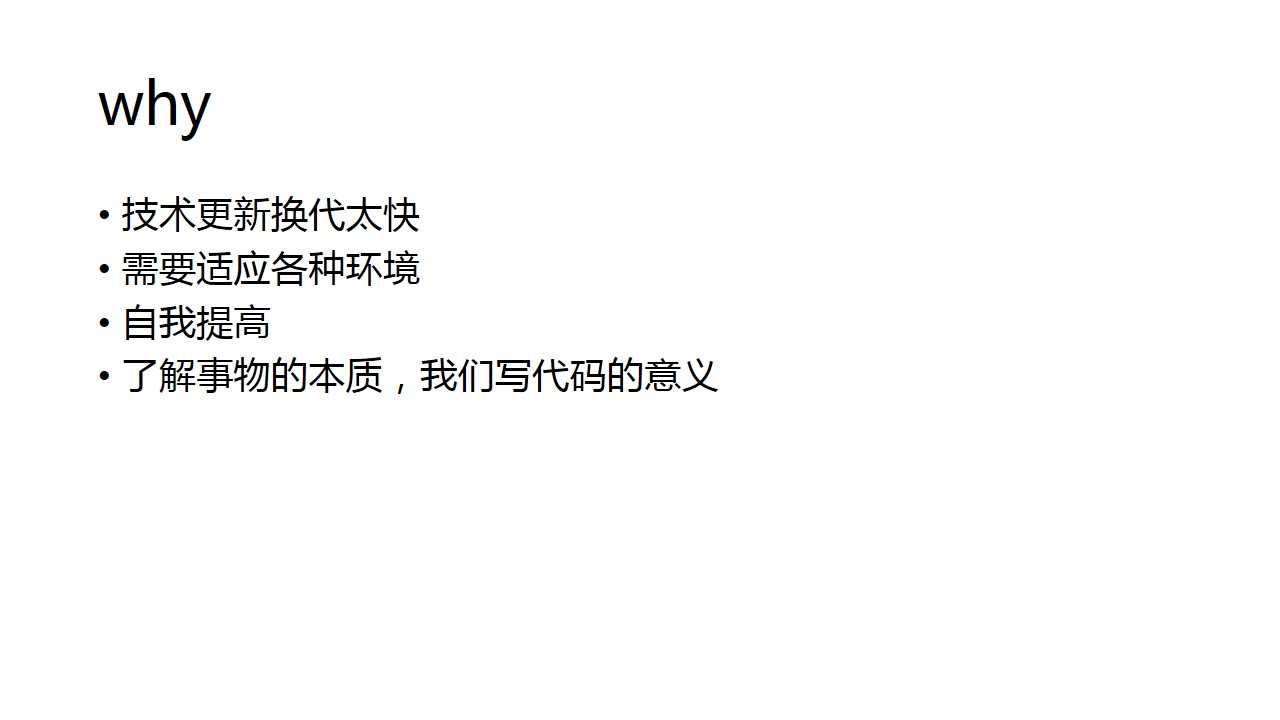 why
• 技术更新换代太快
• 需要适应各种环境
• 自我提高
• 了解事物的本质，我们写代码的意义